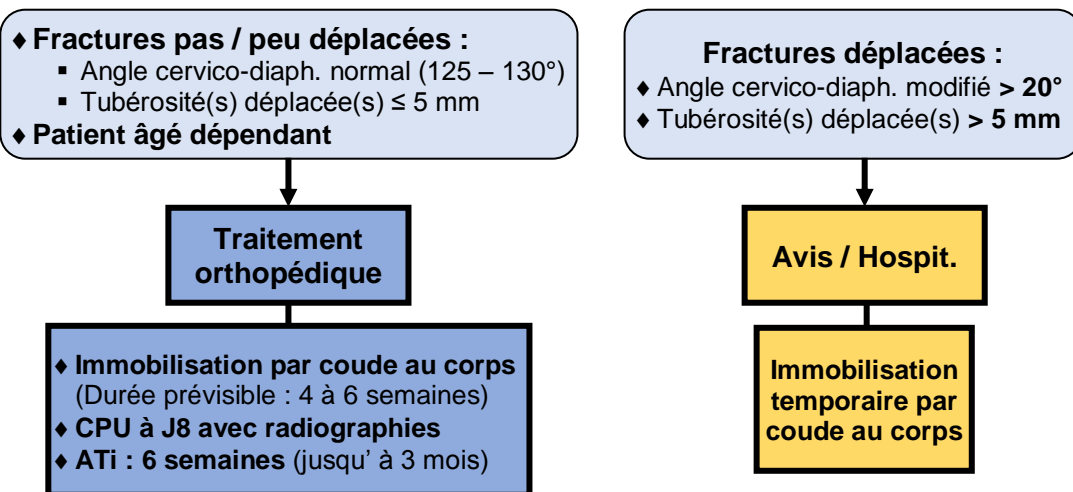 ♦ Fractures pas / peu déplacées :
▪ Angle cervico-diaph. normal (125 – 130°)
▪ Tubérosité(s) déplacée(s) ≤ 5 mm
♦ Patient âgé dépendant
Traitement
orthopédique
♦ Immobilisation par coude au corps
(Durée prévisible : 4 à 6 semaines)
♦ CPU à J8 avec radiographies
♦ ATi : 6 semaines (jusqu’ à 3 mois)
Fractures déplacées :
♦ Angle cervico-diaph. modifié > 20°
♦ Tubérosité(s) déplacée(s) > 5 mm
Avis / Hospit.
Immobilisation
temporaire par
coude au corps